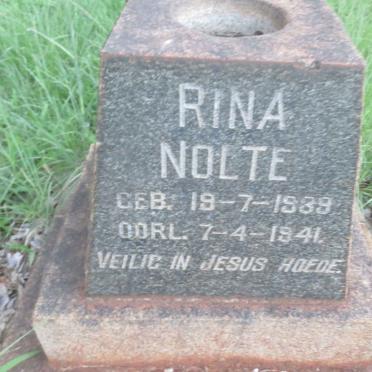 RINA
NOLTE
GEB. 19-7-1939.
OORL. 7-4-1941.
VEILIG IN JESUS HOEDE.